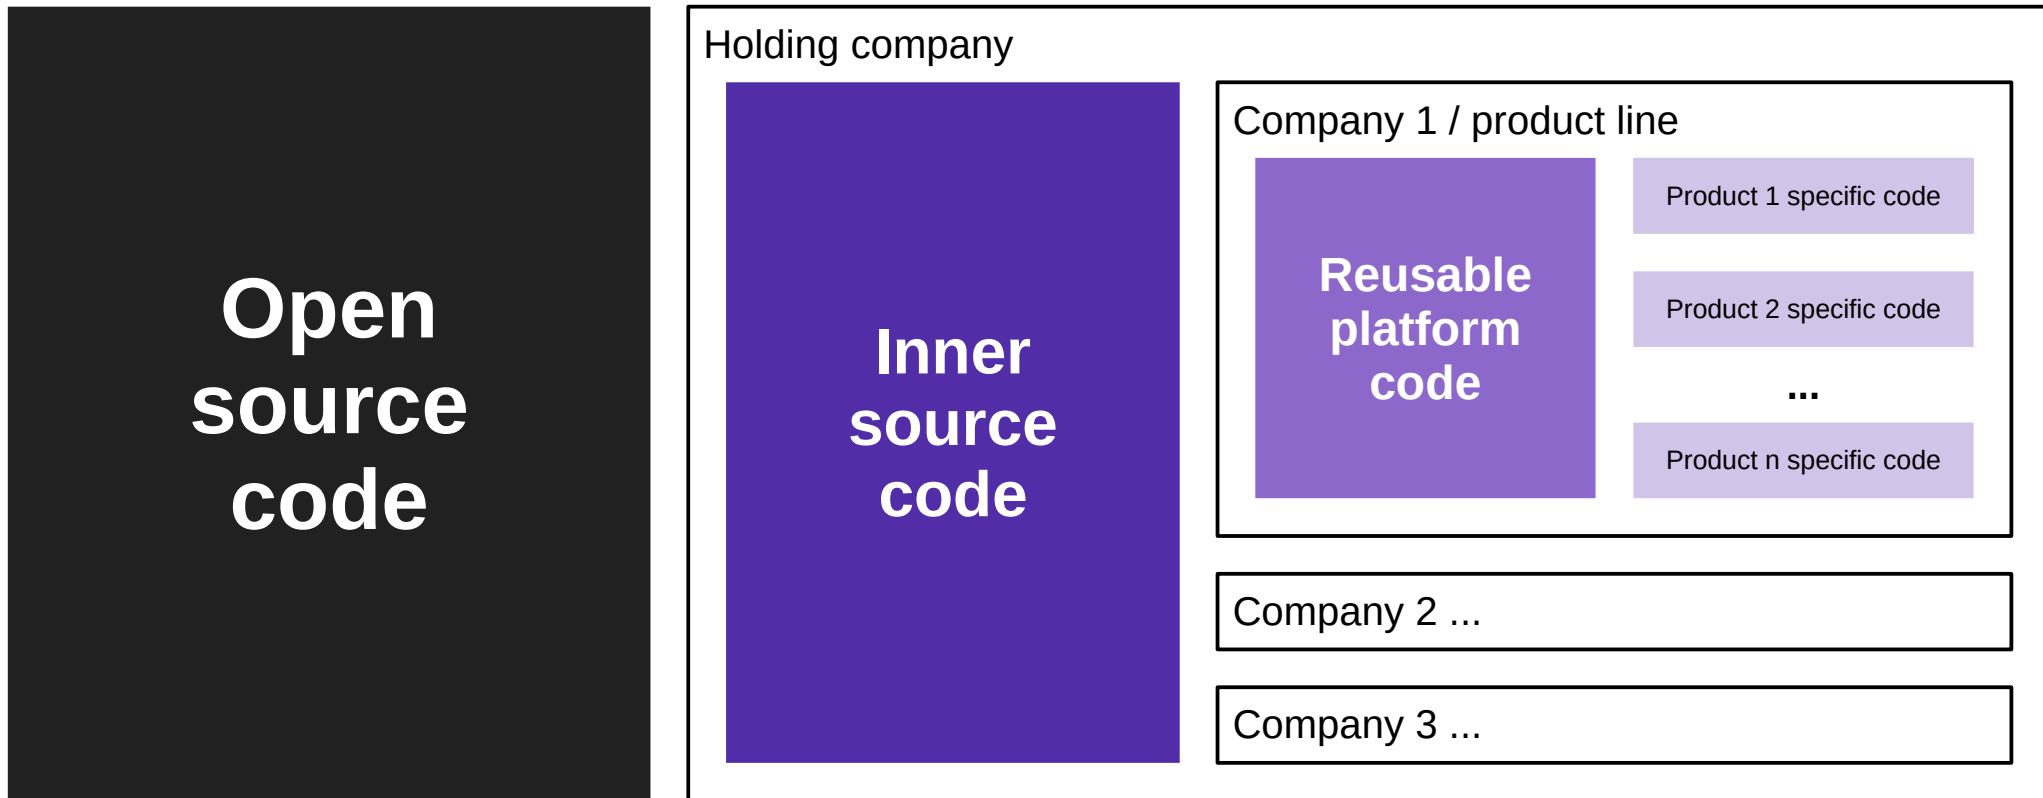 Open
source
code
Holding company
Inner
source
code
Company 1 / product line
Reusable
platform
code
Product 1 specific code
Product 2 specific code
...
Product n specific code
Company 2 ...
Company 3 ...